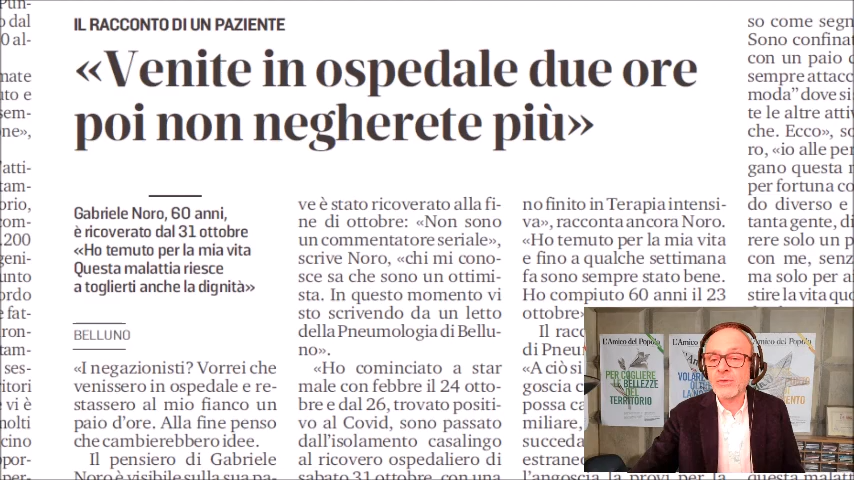 IL RACCONTO DI UN PAZIENTE
«Venite in ospedale due ore
poi non negherete più»
Gabriele Noro, 60 anni,
è ricoverato dal 31 ottobre
«Ho temuto per la mia vita
Questa malattia riesce
a toglierti anche la dignità»
BELLUNO
«I negazionisti? Vorrei che
venissero in ospedale e re-
stassero al mio fianco un
paio d'ore. Alla fine penso
che cambierebbero idee.
Il pensiero di Gabriele
Noro è visibile sulla sua pa-
ve è stato ricoverato alla fi-
ne di ottobre: «Non sono
un commentatore seriale»,
scrive Noro, «chi mi cono-
sce sa che sono un ottimi-
sta. In questo momento vi
sto scrivendo da un letto
della Pneumologia di Bellu-
no».
«Ho cominciato a star
male con febbre il 24 otto-
bre e dal 26, trovato positi-
vo al Covid, sono passato
dall'isolamento casalingo
al ricovero ospedaliero di
sabato 31 ottobre, con una
no finito in Terapia intensi-
va», racconta ancora Noro.
«Ho temuto per la mia vita
e fino a qualche settimana
fa sono sempre stato bene.
Ho compiuto 60 anni il 23
ottobre»
Il racc
di Pneu
«A ciò si
goscia c
possa ca
miliare,
succeda
estraneo
l'angoscia la provi per la
so come segn
Sono confinat
con un paio d
sempre attacc
moda" dove si
te le altre attiv
che. Ecco», so
ro, «io alle per
gano questa m
per fortuna co
do diverso e
tanta gente, di
rere solo un p
con me, senz
ma solo per a
stire la vita quo
questa malatt
L'Amico del Popolo
PER COGLIERE
LE BELLEZZE
DEL
TERRITORIO
L'Amico del Popolo